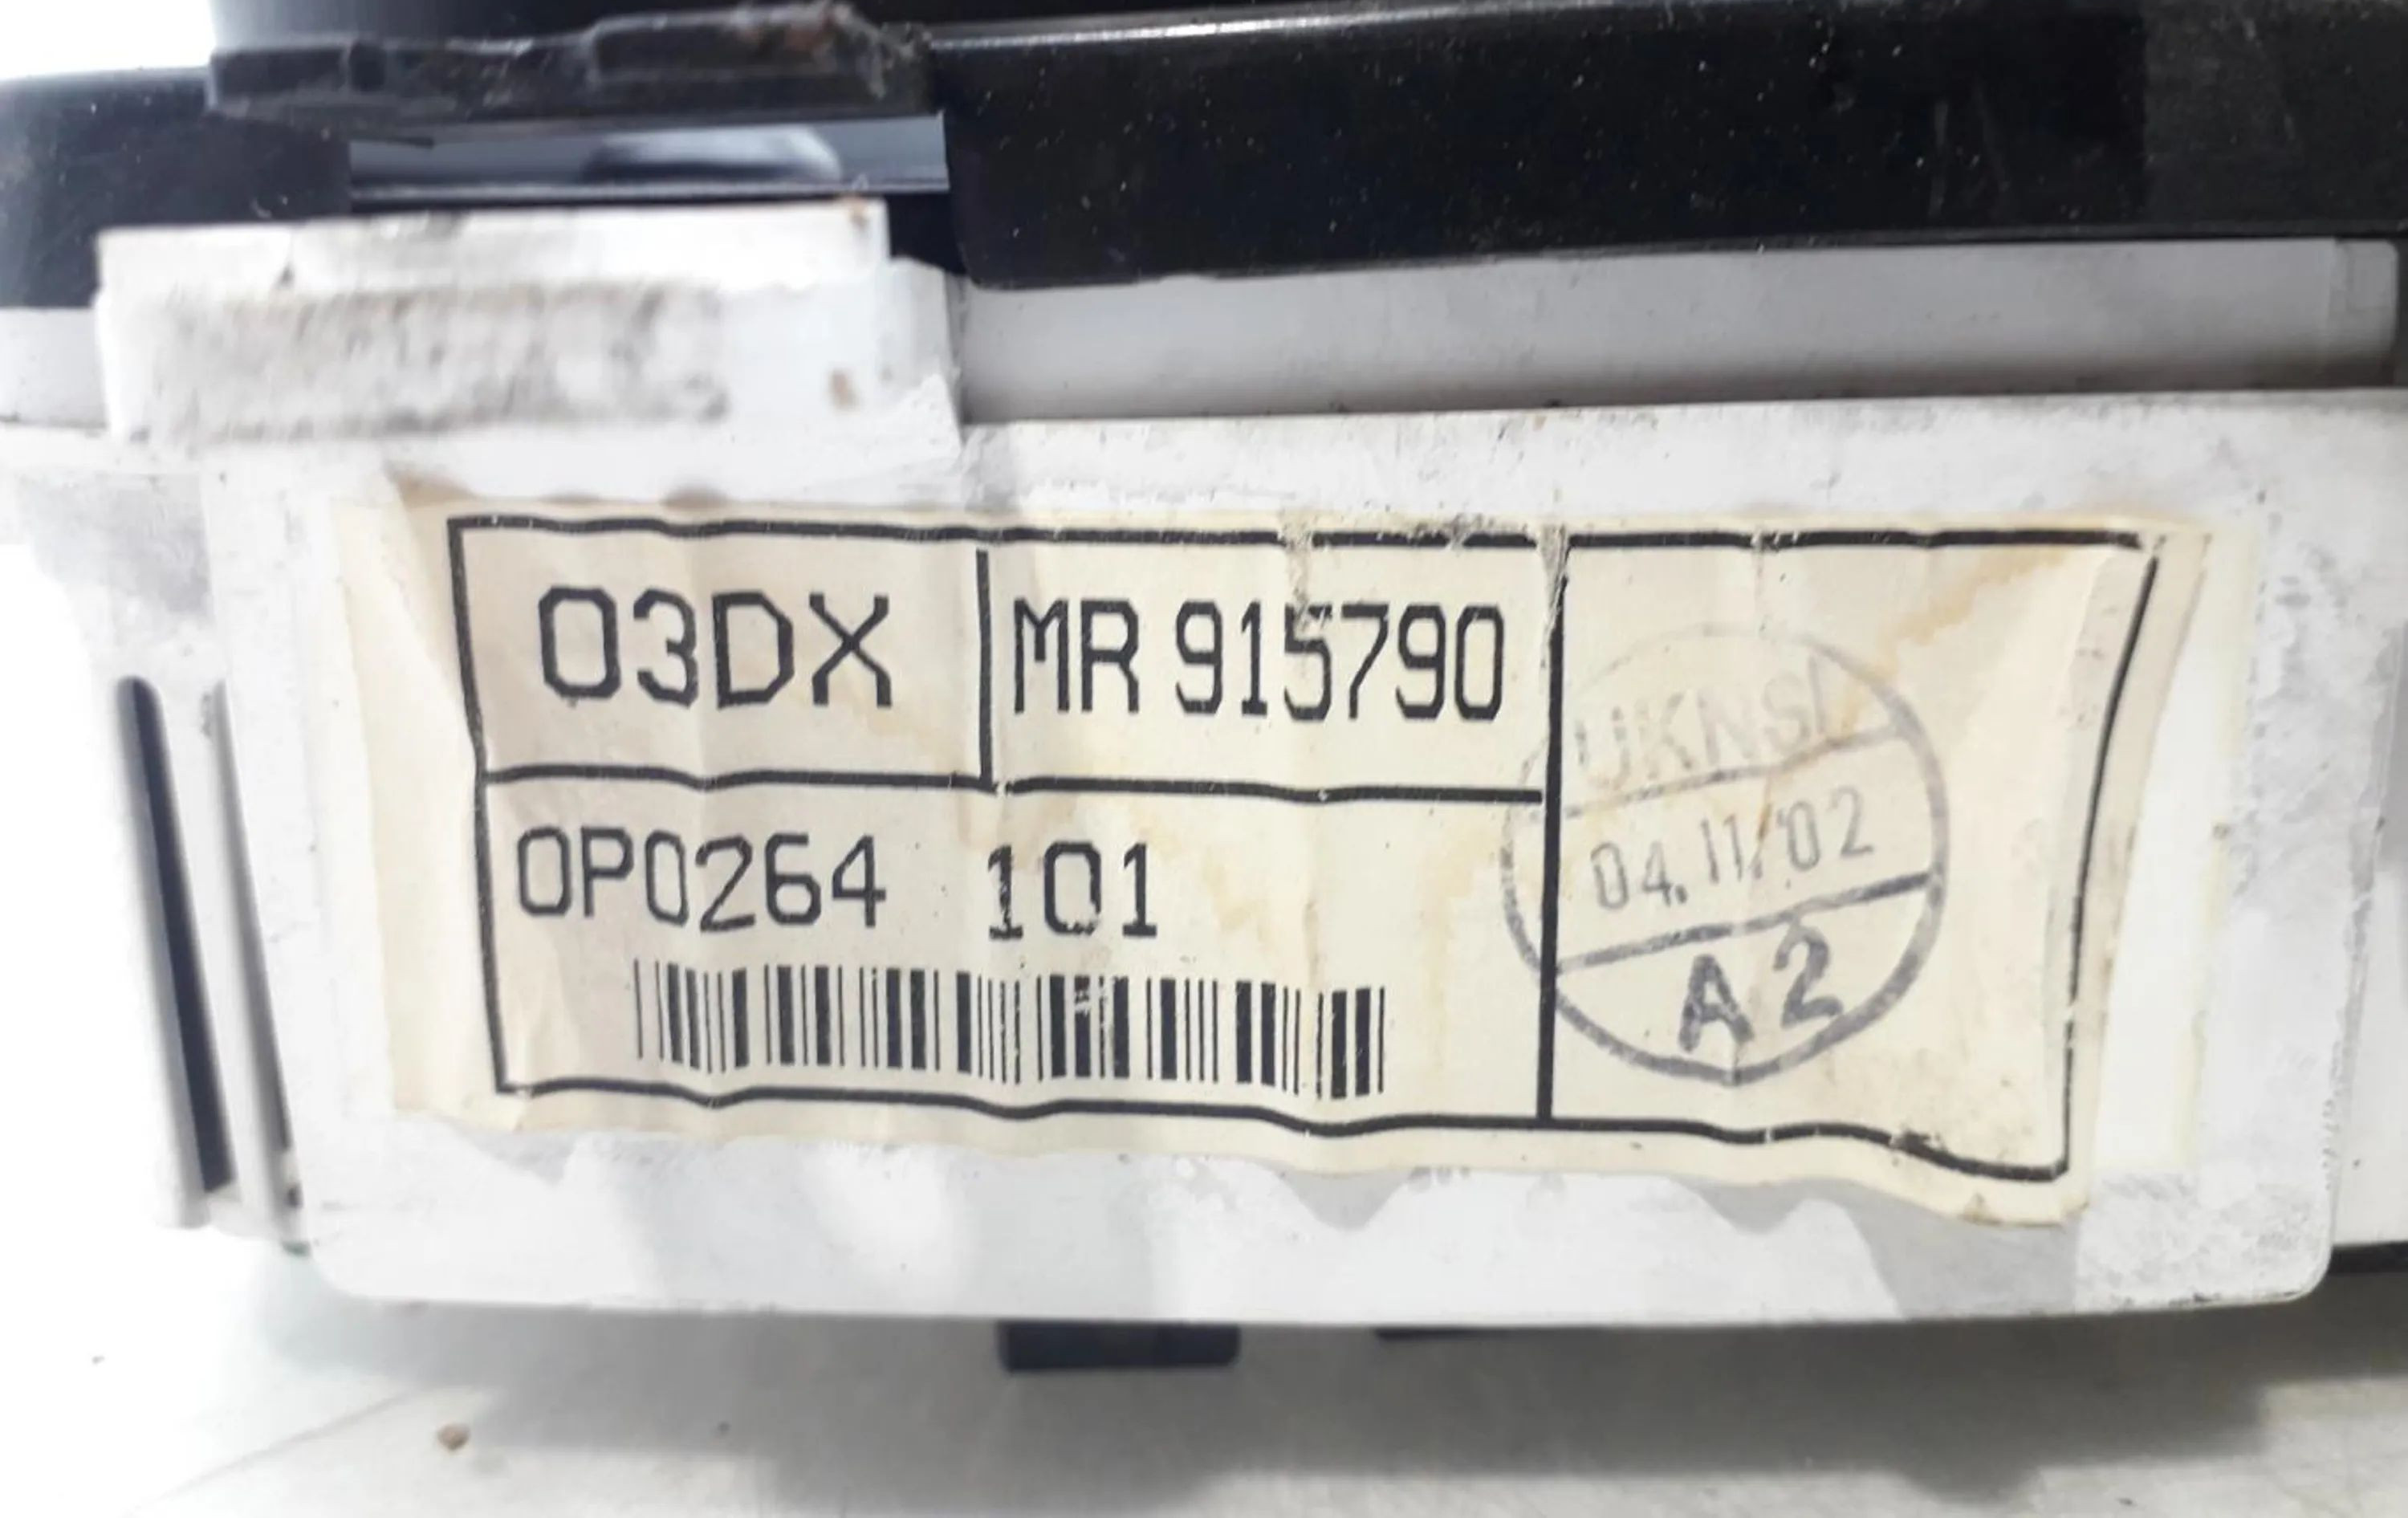 03DX MR 915790
0P0264 101
UKNSI
04.11.'02
A2